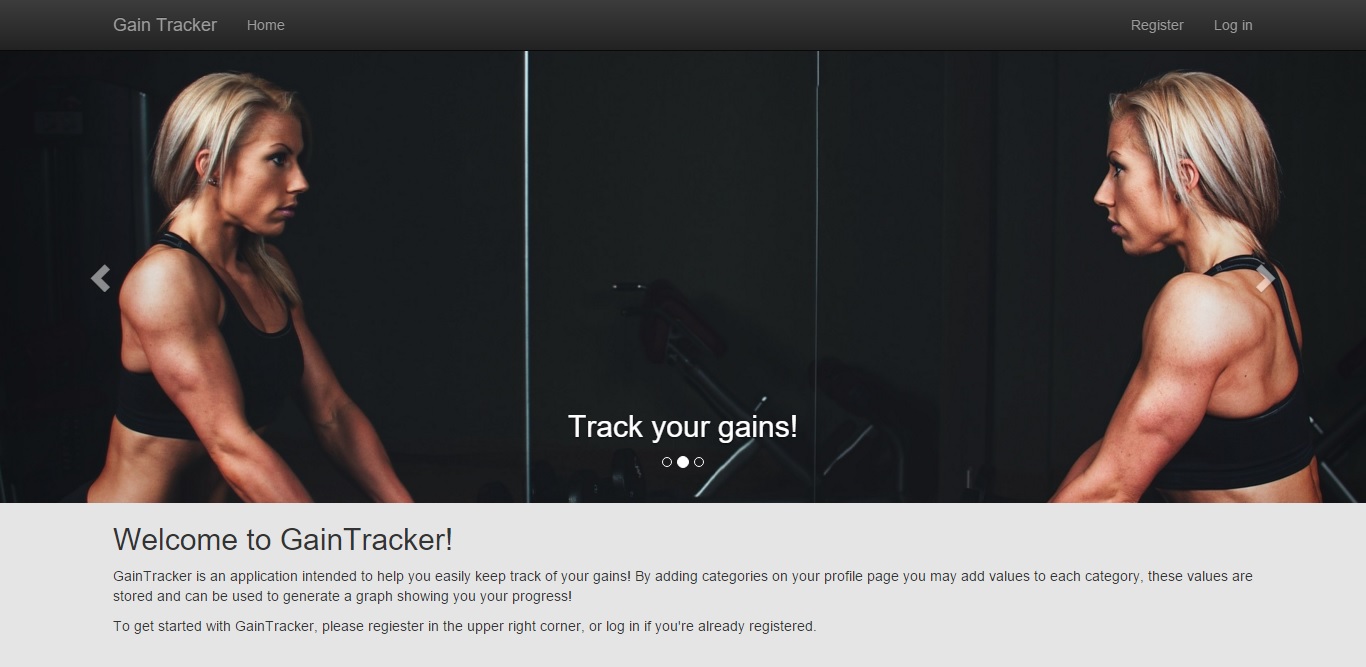 Gain Tracker Home Register Log in
Track your gains!
Welcome to GainTracker!
GainTracker is an application intended to help you easily keep track of your gains! By adding categories on your profile page you may add values to each category, these values are
stored and can be used to generate a graph showing you your progress!
To get started with GainTracker, please regiester in the upper right corner, or log in if you're already registered.